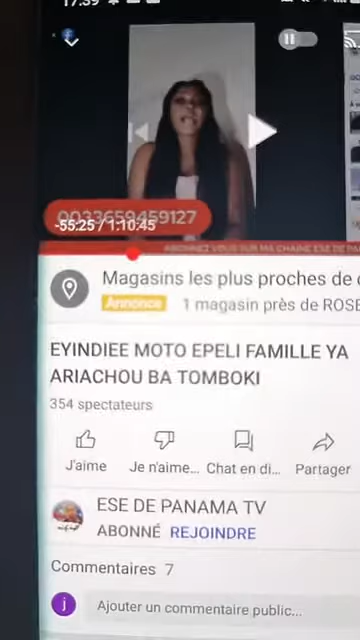 17:39
0033659459127
-55:25 / 1:10:45
ABONNEZ VOUS SUR MA CHAINE ESE DE PA
Magasins les plus proches de
Annonce 1 magasin près de ROSE
EYINDIEE MOTO EPELI FAMILLE YA
ARIACHOU BA TOMBOKI
354 spectateurs
J'aime Je n'aime... Chat en di... Partager
ESE DE PANAMA TV
ABONNÉ REJOINDRE
Commentaires 7
j Ajouter un commentaire public...